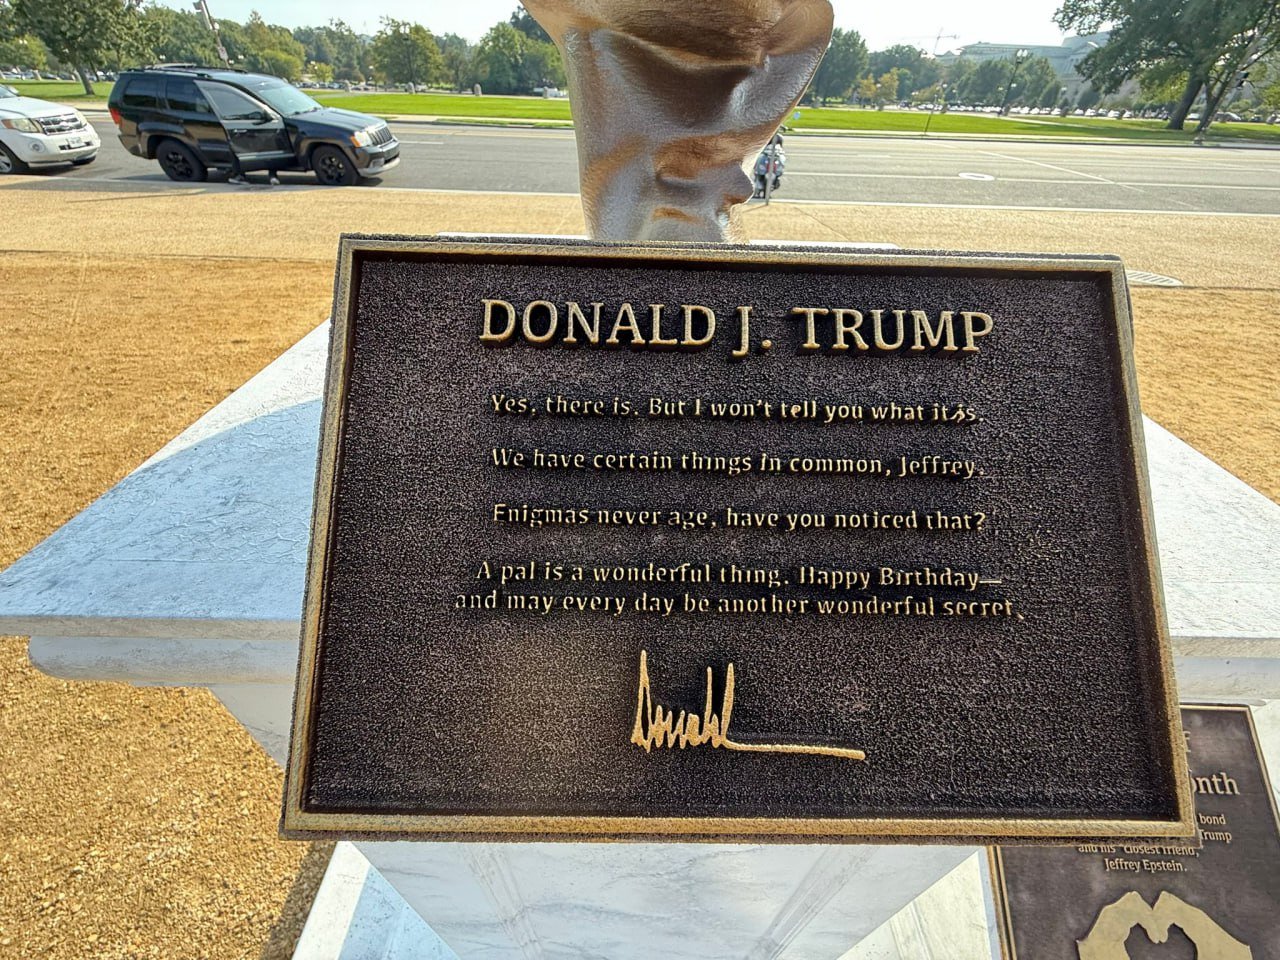 DONALD J. TRUMP
Yes, there is. But I won't tell you what it is.
We have certain things in common, Jeffrey.
Enigmas never age, have you noticed that?
A pal is a wonderful thing. Happy Birthday—
and may every day be another wonderful secret.
Donald
bond
Trump
and his "closest friend,"
Jeffrey Epstein.